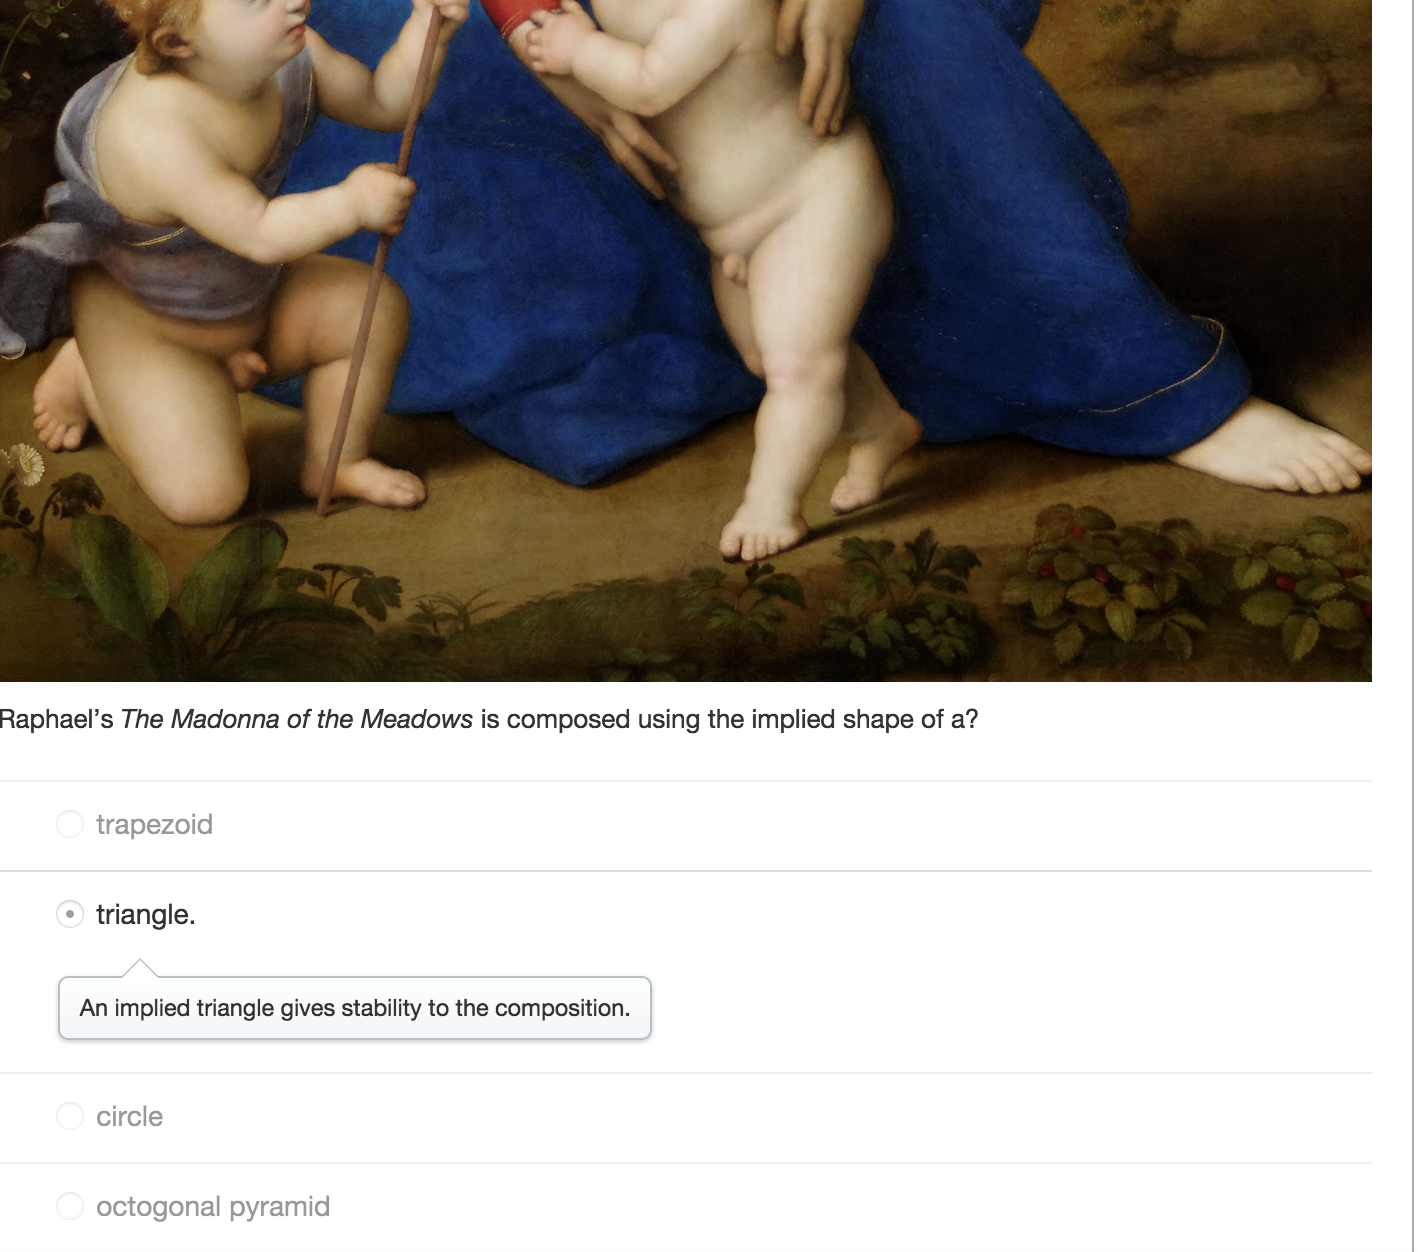 Raphael's The Madonna of the Meadows is composed using the implied shape of a?
trapezoid
triangle.
An implied triangle gives stability to the composition.
circle
octogonal pyramid